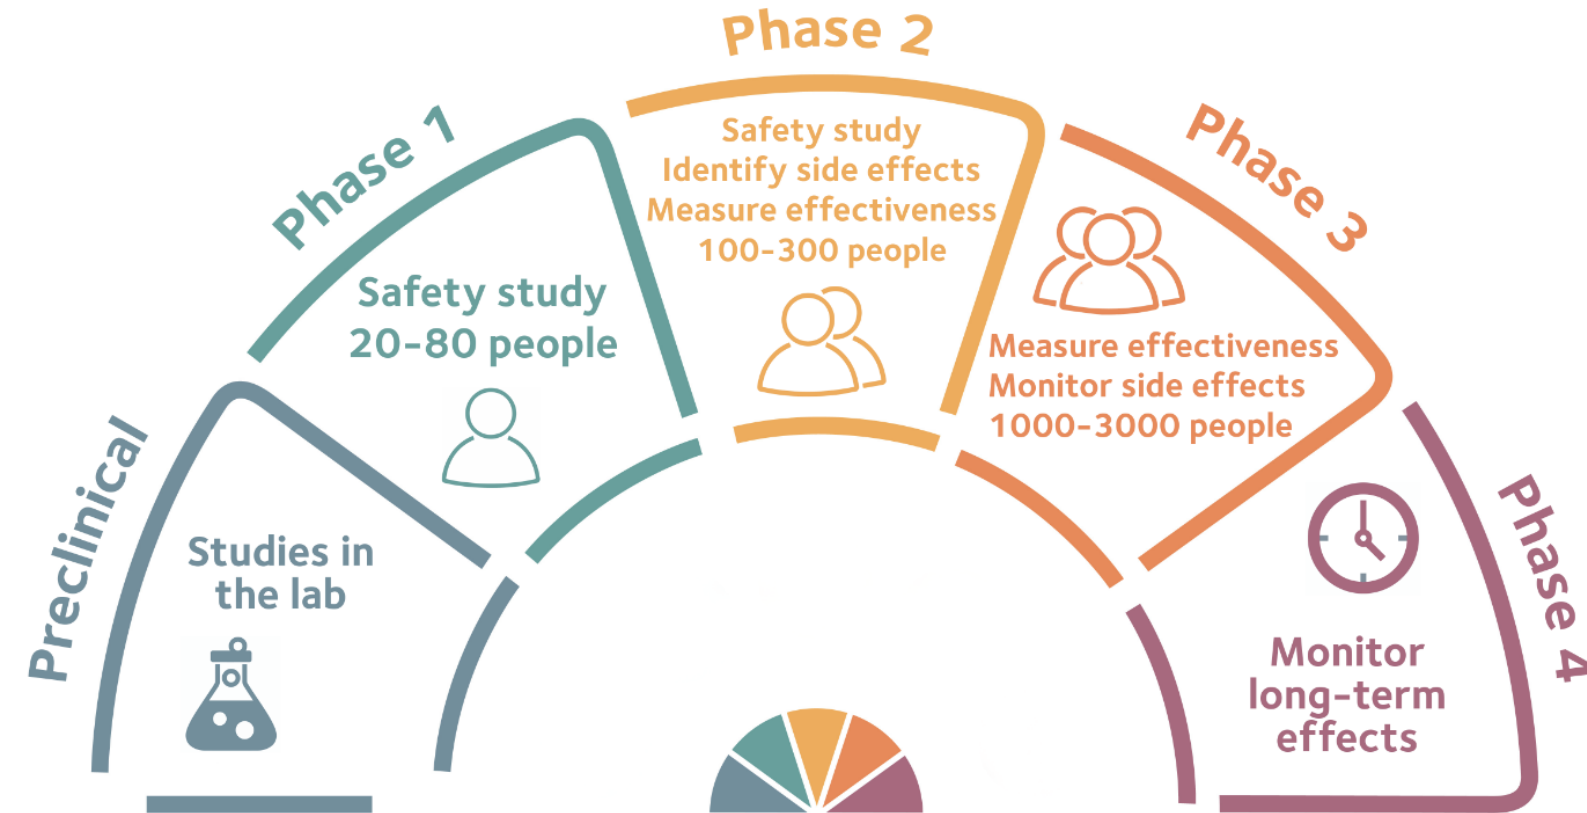 Preclinical
Studies in
the lab
Phase 1
Safety study
20-80 people
Phase 2
Safety study
Identify side effects
Measure effectiveness
100-300 people
Phase 3
Measure effectiveness
Monitor side effects
1000-3000 people
Phase 4
Monitor
long-term
effects